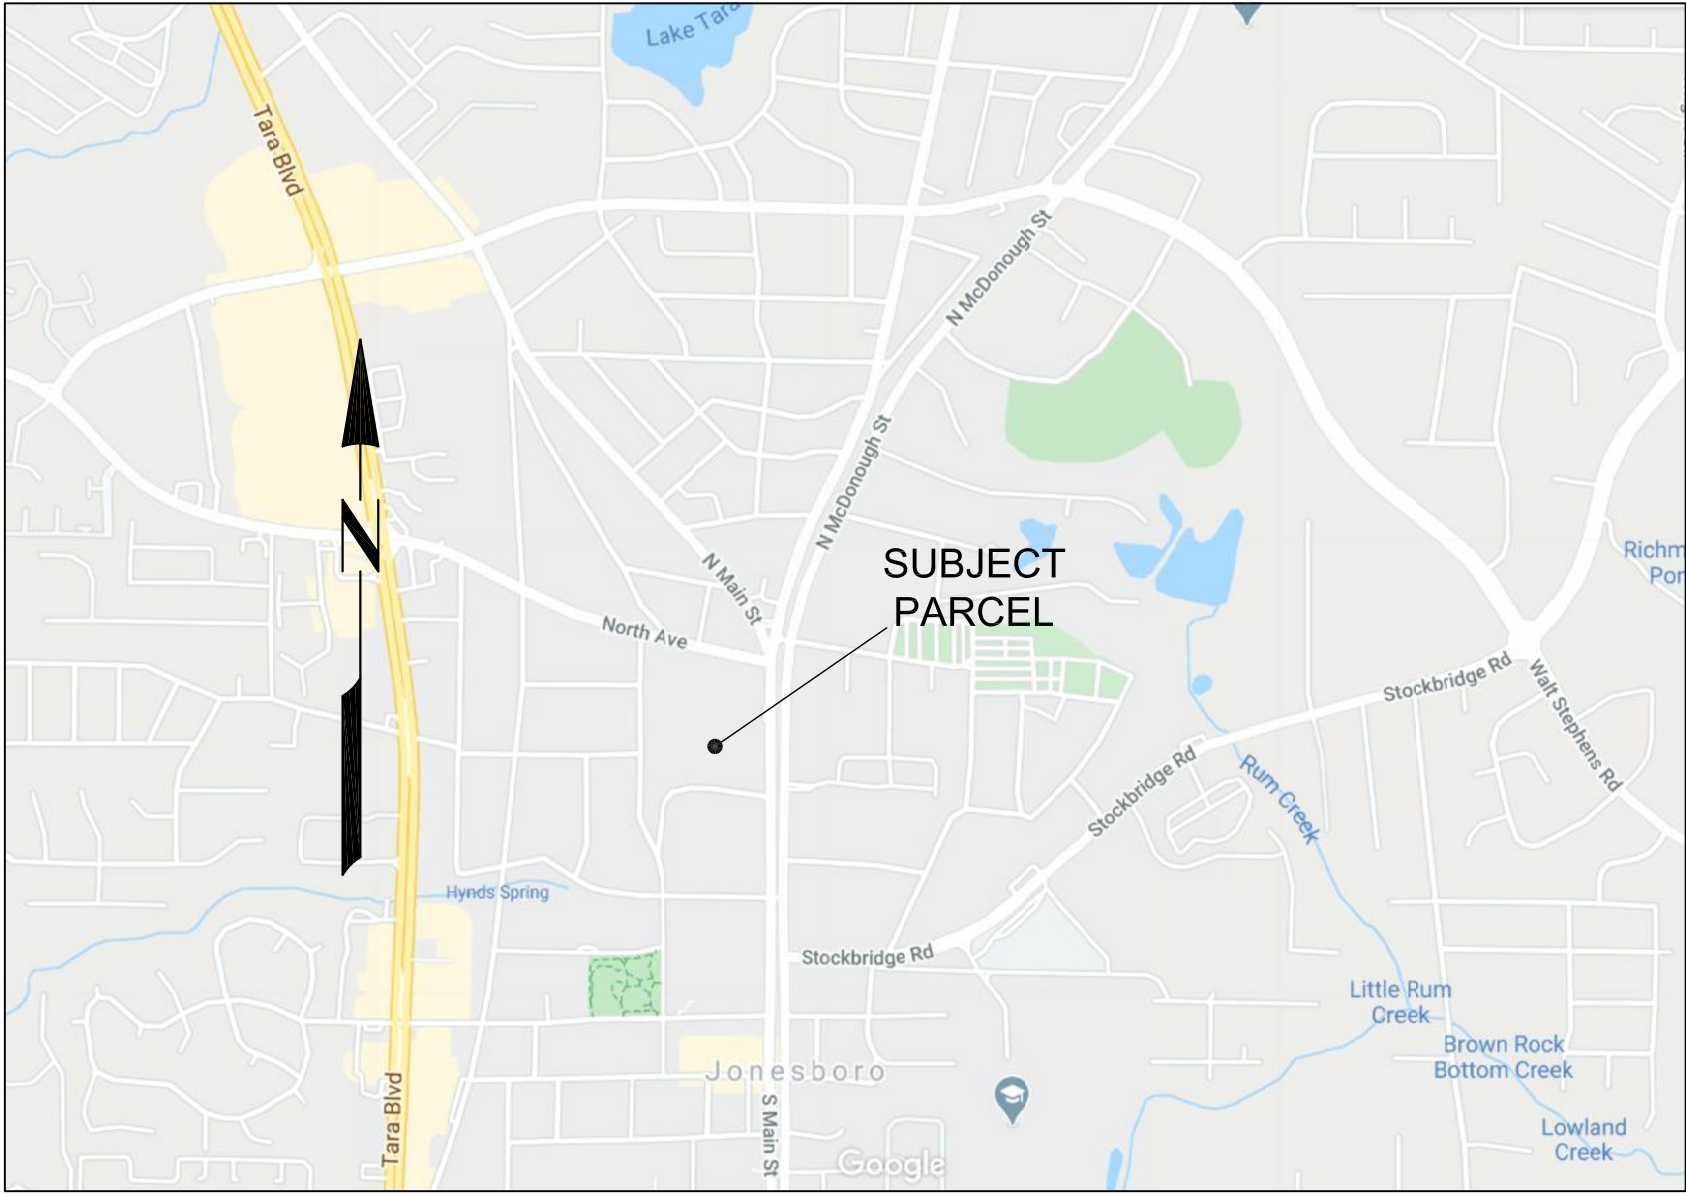 Lake Tara
Tara Blvd
N McDonough St
N McDonough St
N
SUBJECT
PARCEL
N Main St
North Ave
Richm
Por
Stockbridge Rd
Walt Stephens Rd
Stockbridge Rd
Rum Creek
Hynds Spring
Stockbridge Rd
Little Rum
Creek
Brown Rock
Bottom Creek
Jonesboro
Tara Blvd
S Main St
Lowland
Creek
Google